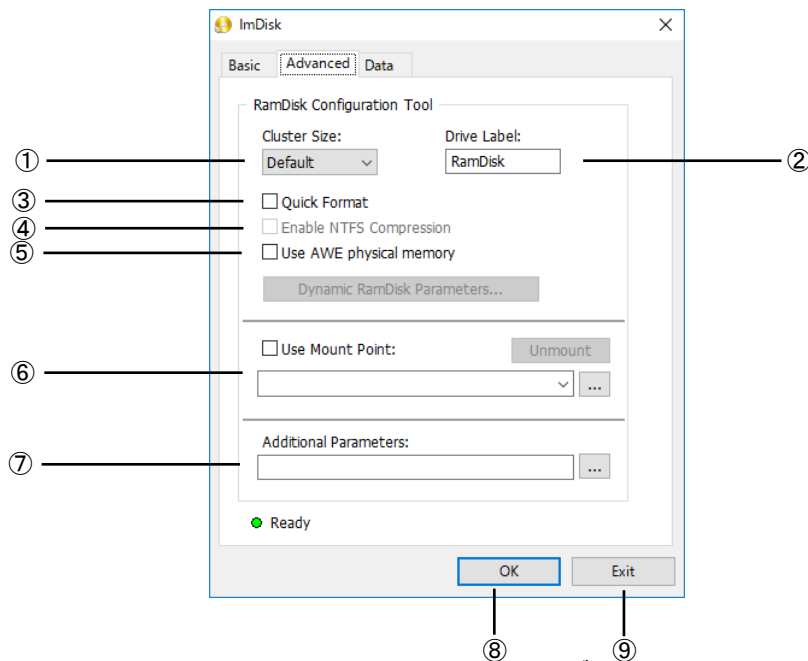 ImDisk
Basic Advanced Data
RamDisk Configuration Tool
Cluster Size: Drive Label:
① Default RamDisk ②
③ Quick Format
④ Enable NTFS Compression
⑤ Use AWE physical memory
Dynamic RamDisk Parameters...
Use Mount Point: Unmount
⑥ ...
Additional Parameters:
⑦ ...
Ready
OK Exit
⑧ ⑨